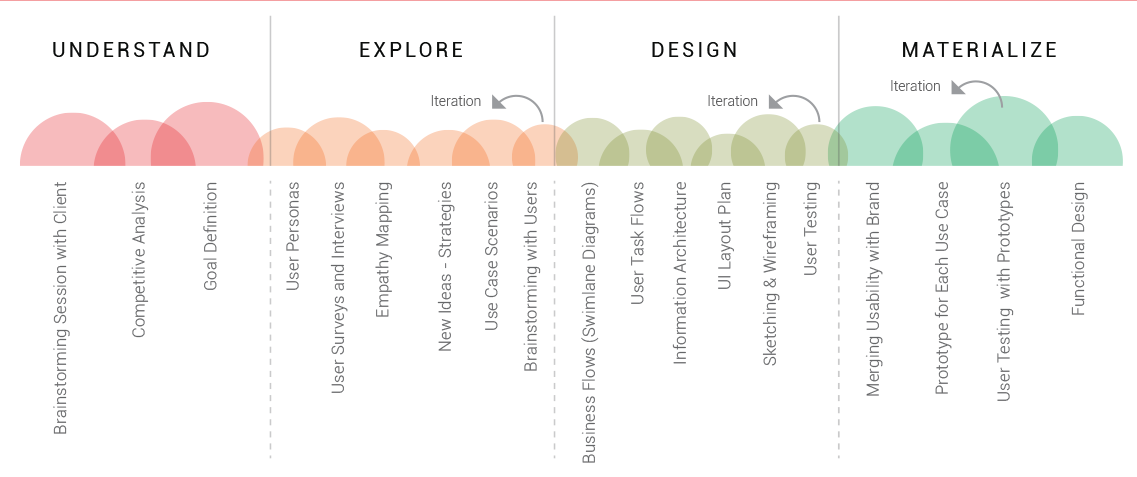 UNDERSTAND
EXPLORE
DESIGN
MATERIALIZE
Iteration
Iteration
Iteration
Brainstorming Session with Client
Competitive Analysis
Goal Definition
User Personas
User Surveys and Interviews
Empathy Mapping
New Ideas - Strategies
Use Case Scenarios
Brainstorming with Users
Business Flows (Swimlane Diagrams)
User Task Flows
Information Architecture
UI Layout Plan
Sketching & Wireframing
User Testing
Merging Usability with Brand
Prototype for Each Use Case
User Testing with Prototypes
Functional Design